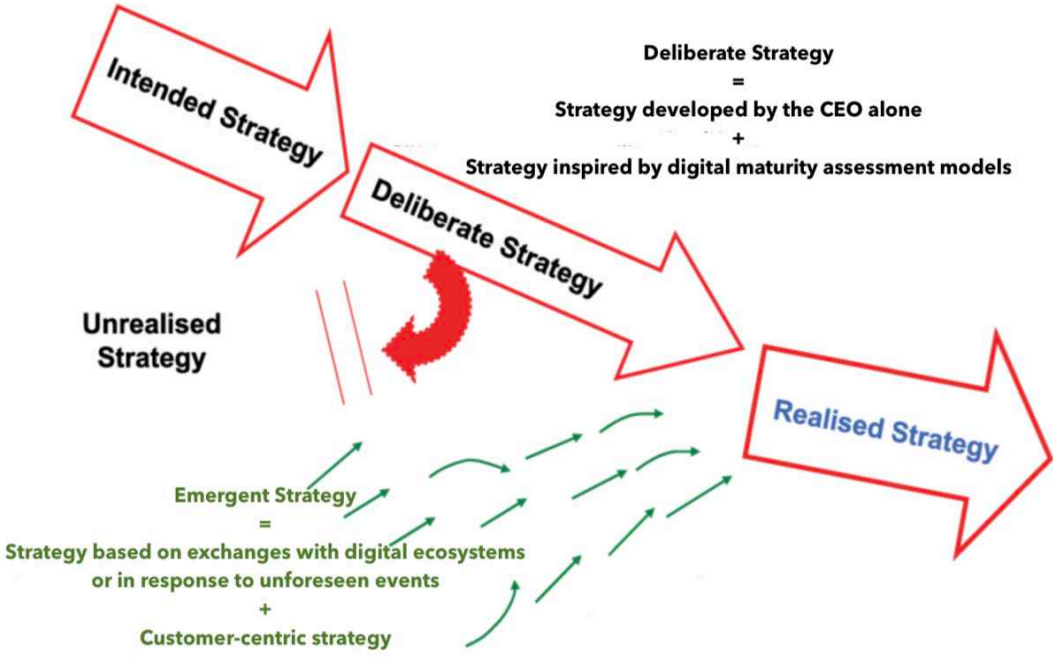 Intended Strategy
Deliberate Strategy
=
Strategy developed by the CEO alone
+
Strategy inspired by digital maturity assessment models
Deliberate Strategy
Unrealised
Strategy
Realised Strategy
Emergent Strategy
=
Strategy based on exchanges with digital ecosystems
or in response to unforeseen events
+
Customer-centric strategy